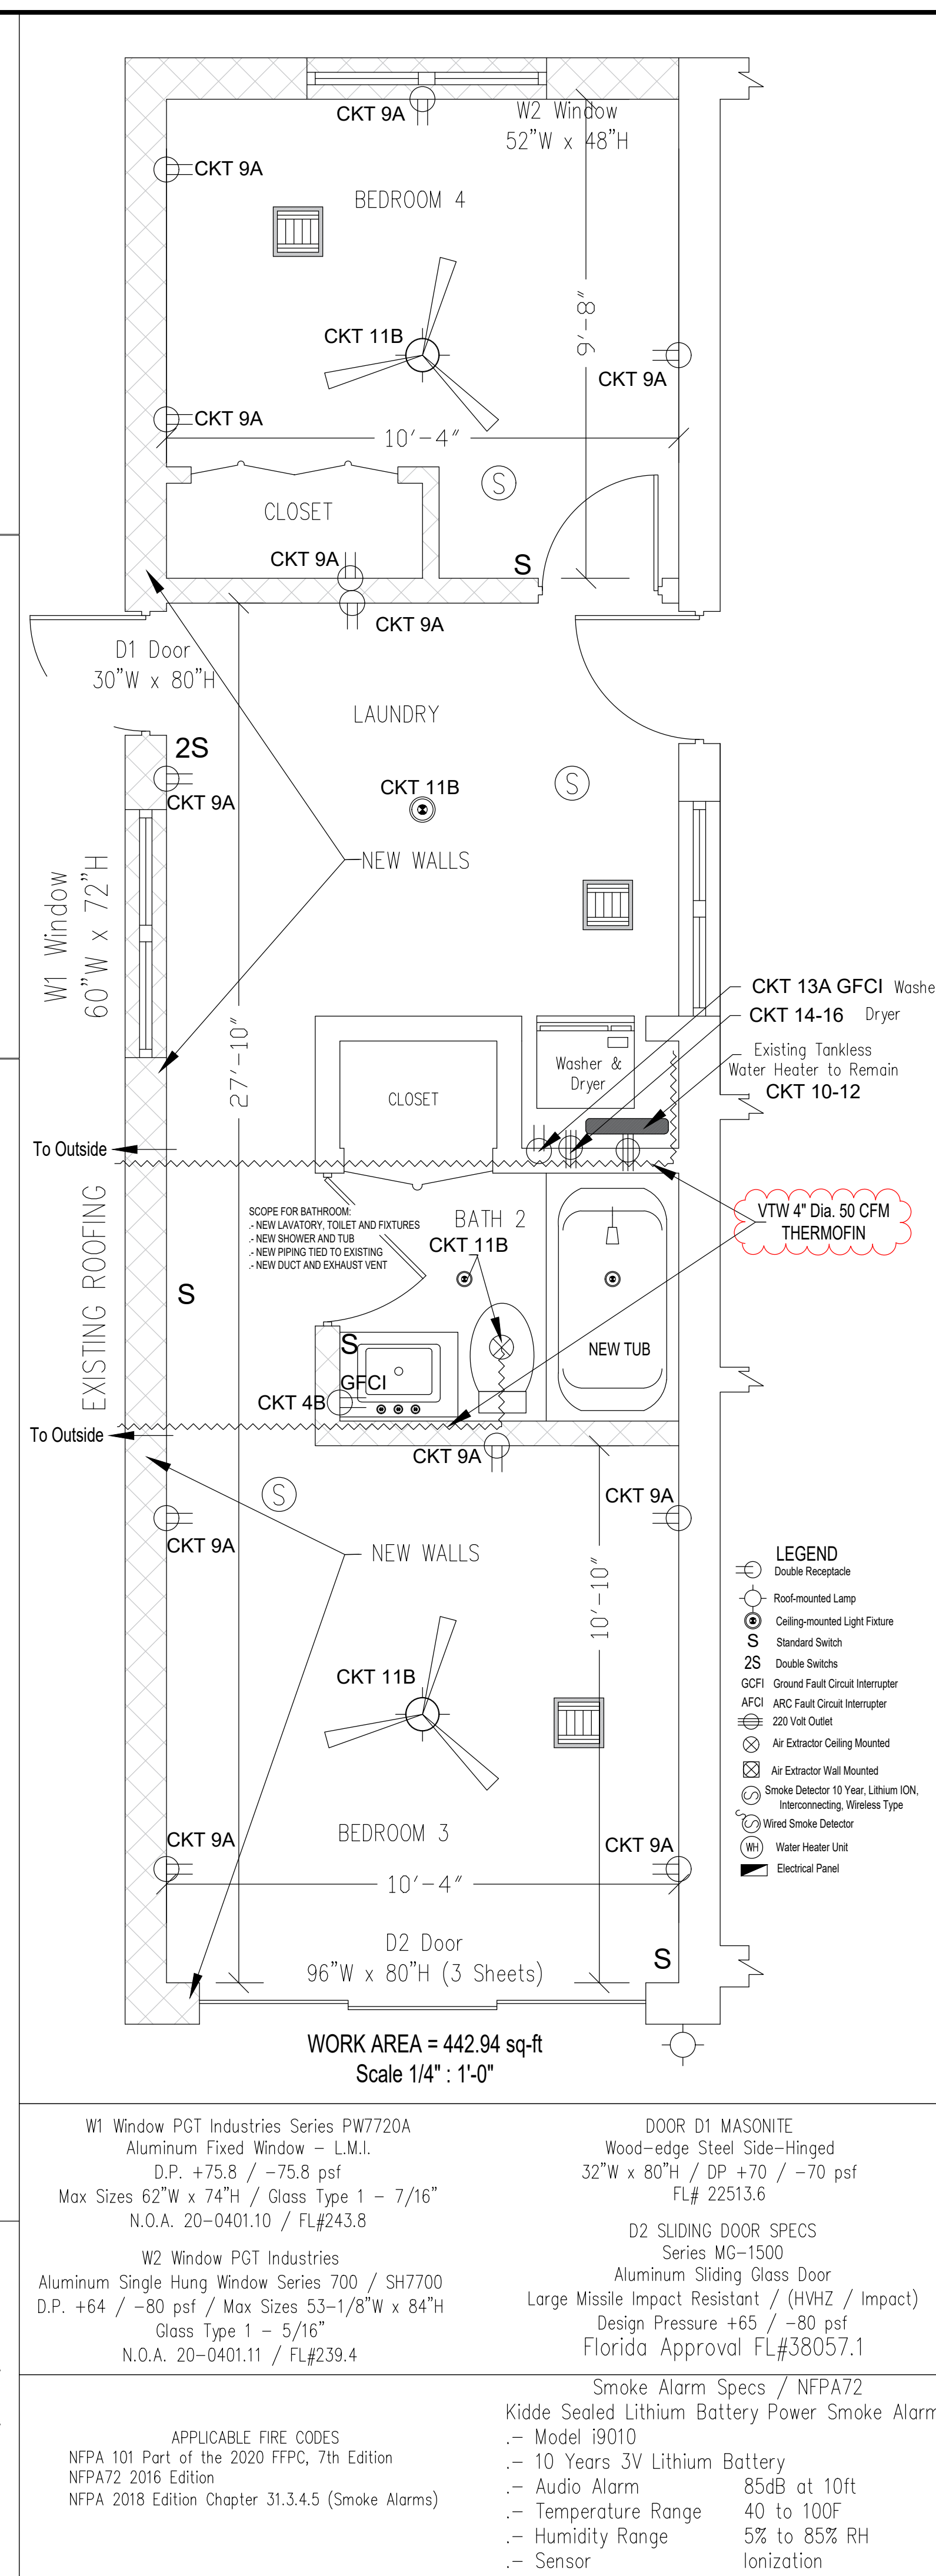 CKT 9A
W2 Window
52"W x 48"H
CKT 9A
BEDROOM 4
CKT 11B
9'-8"
CKT 9A
CKT 9A
10'-4"
S
CLOSET
CKT 9A
S
CKT 9A
D1 Door
30"W x 80"H
LAUNDRY
2S
CKT 11B
S
CKT 9A
NEW WALLS
W1 Window
60"W x 72"H
27'-10"
CKT 13A GFCI Washe
CKT 14-16 Dryer
Existing Tankless
Water Heater to Remain
CKT 10-12
Washer &
Dryer
CLOSET
To Outside
EXISTING ROOFING
SCOPE FOR BATHROOM:
.- NEW LAVATORY, TOILET AND FIXTURES
.- NEW SHOWER AND TUB
.- NEW PIPING TIED TO EXISTING
.- NEW DUCT AND EXHAUST VENT
BATH 2
CKT 11B
VTW 4" Dia. 50 CFM
THERMOFIN
S
S
NEW TUB
GFCI
CKT 4B
To Outside
CKT 9A
S
CKT 9A
CKT 9A
NEW WALLS
10'-10"
CKT 11B
BEDROOM 3
CKT 9A
CKT 9A
10'-4"
D2 Door
96"W x 80"H (3 Sheets)
S
LEGEND
Double Receptacle
Roof-mounted Lamp
Ceiling-mounted Light Fixture
S Standard Switch
2S Double Switchs
GCFI Ground Fault Circuit Interrupter
AFCI ARC Fault Circuit Interrupter
220 Volt Outlet
Air Extractor Ceiling Mounted
Air Extractor Wall Mounted
S Smoke Detector 10 Year, Lithium ION,
Interconnecting, Wireless Type
S Wired Smoke Detector
WH Water Heater Unit
Electrical Panel
WORK AREA = 442.94 sq-ft
Scale 1/4" : 1'-0"
W1 Window PGT Industries Series PW7720A
Aluminum Fixed Window – L.M.I.
D.P. +75.8 / -75.8 psf
Max Sizes 62"W x 74"H / Glass Type 1 – 7/16"
N.O.A. 20-0401.10 / FL#243.8
W2 Window PGT Industries
Aluminum Single Hung Window Series 700 / SH7700
D.P. +64 / -80 psf / Max Sizes 53-1/8"W x 84"H
Glass Type 1 – 5/16"
N.O.A. 20-0401.11 / FL#239.4
DOOR D1 MASONITE
Wood-edge Steel Side-Hinged
32"W x 80"H / DP +70 / -70 psf
FL# 22513.6
D2 SLIDING DOOR SPECS
Series MG-1500
Aluminum Sliding Glass Door
Large Missile Impact Resistant / (HVHZ / Impact)
Design Pressure +65 / -80 psf
Florida Approval FL#38057.1
APPLICABLE FIRE CODES
NFPA 101 Part of the 2020 FFPC, 7th Edition
NFPA72 2016 Edition
NFPA 2018 Edition Chapter 31.3.4.5 (Smoke Alarms)
Smoke Alarm Specs / NFPA72
Kidde Sealed Lithium Battery Power Smoke Alarm
.- Model i9010
.- 10 Years 3V Lithium Battery
.- Audio Alarm 85dB at 10ft
.- Temperature Range 40 to 100F
.- Humidity Range 5% to 85% RH
.- Sensor Ionization